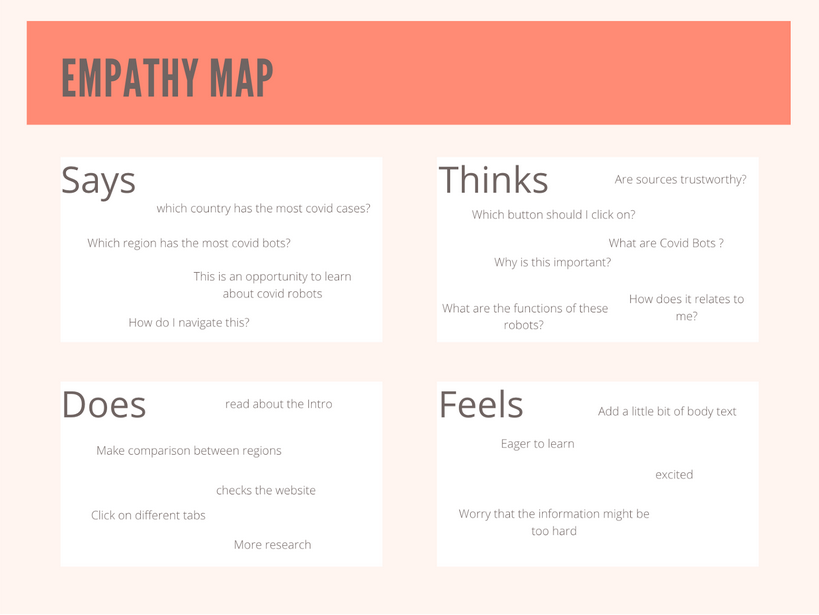 EMPATHY MAP
Says
which country has the most covid cases?
Which region has the most covid bots?
This is an opportunity to learn
about covid robots
How do I navigate this?
Thinks
Are sources trustworthy?
Which button should I click on?
What are Covid Bots ?
Why is this important?
How does it relates to
me?
What are the functions of these
robots?
Does
read about the Intro
Make comparison between regions
checks the website
Click on different tabs
More research
Feels
Add a little bit of body text
Eager to learn
excited
Worry that the information might be
too hard